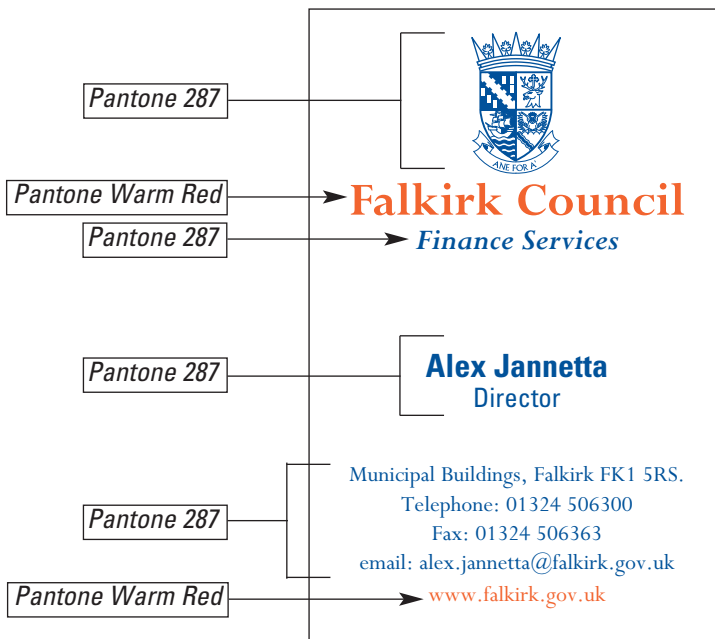 Pantone 287
ANE FOR A'
Pantone Warm Red
Falkirk Council
Pantone 287
Finance Services
Pantone 287
Alex Jannetta
Director
Pantone 287
Municipal Buildings, Falkirk FK1 5RS.
Telephone: 01324 506300
Fax: 01324 506363
email: alex.jannetta@falkirk.gov.uk
Pantone Warm Red
www.falkirk.gov.uk